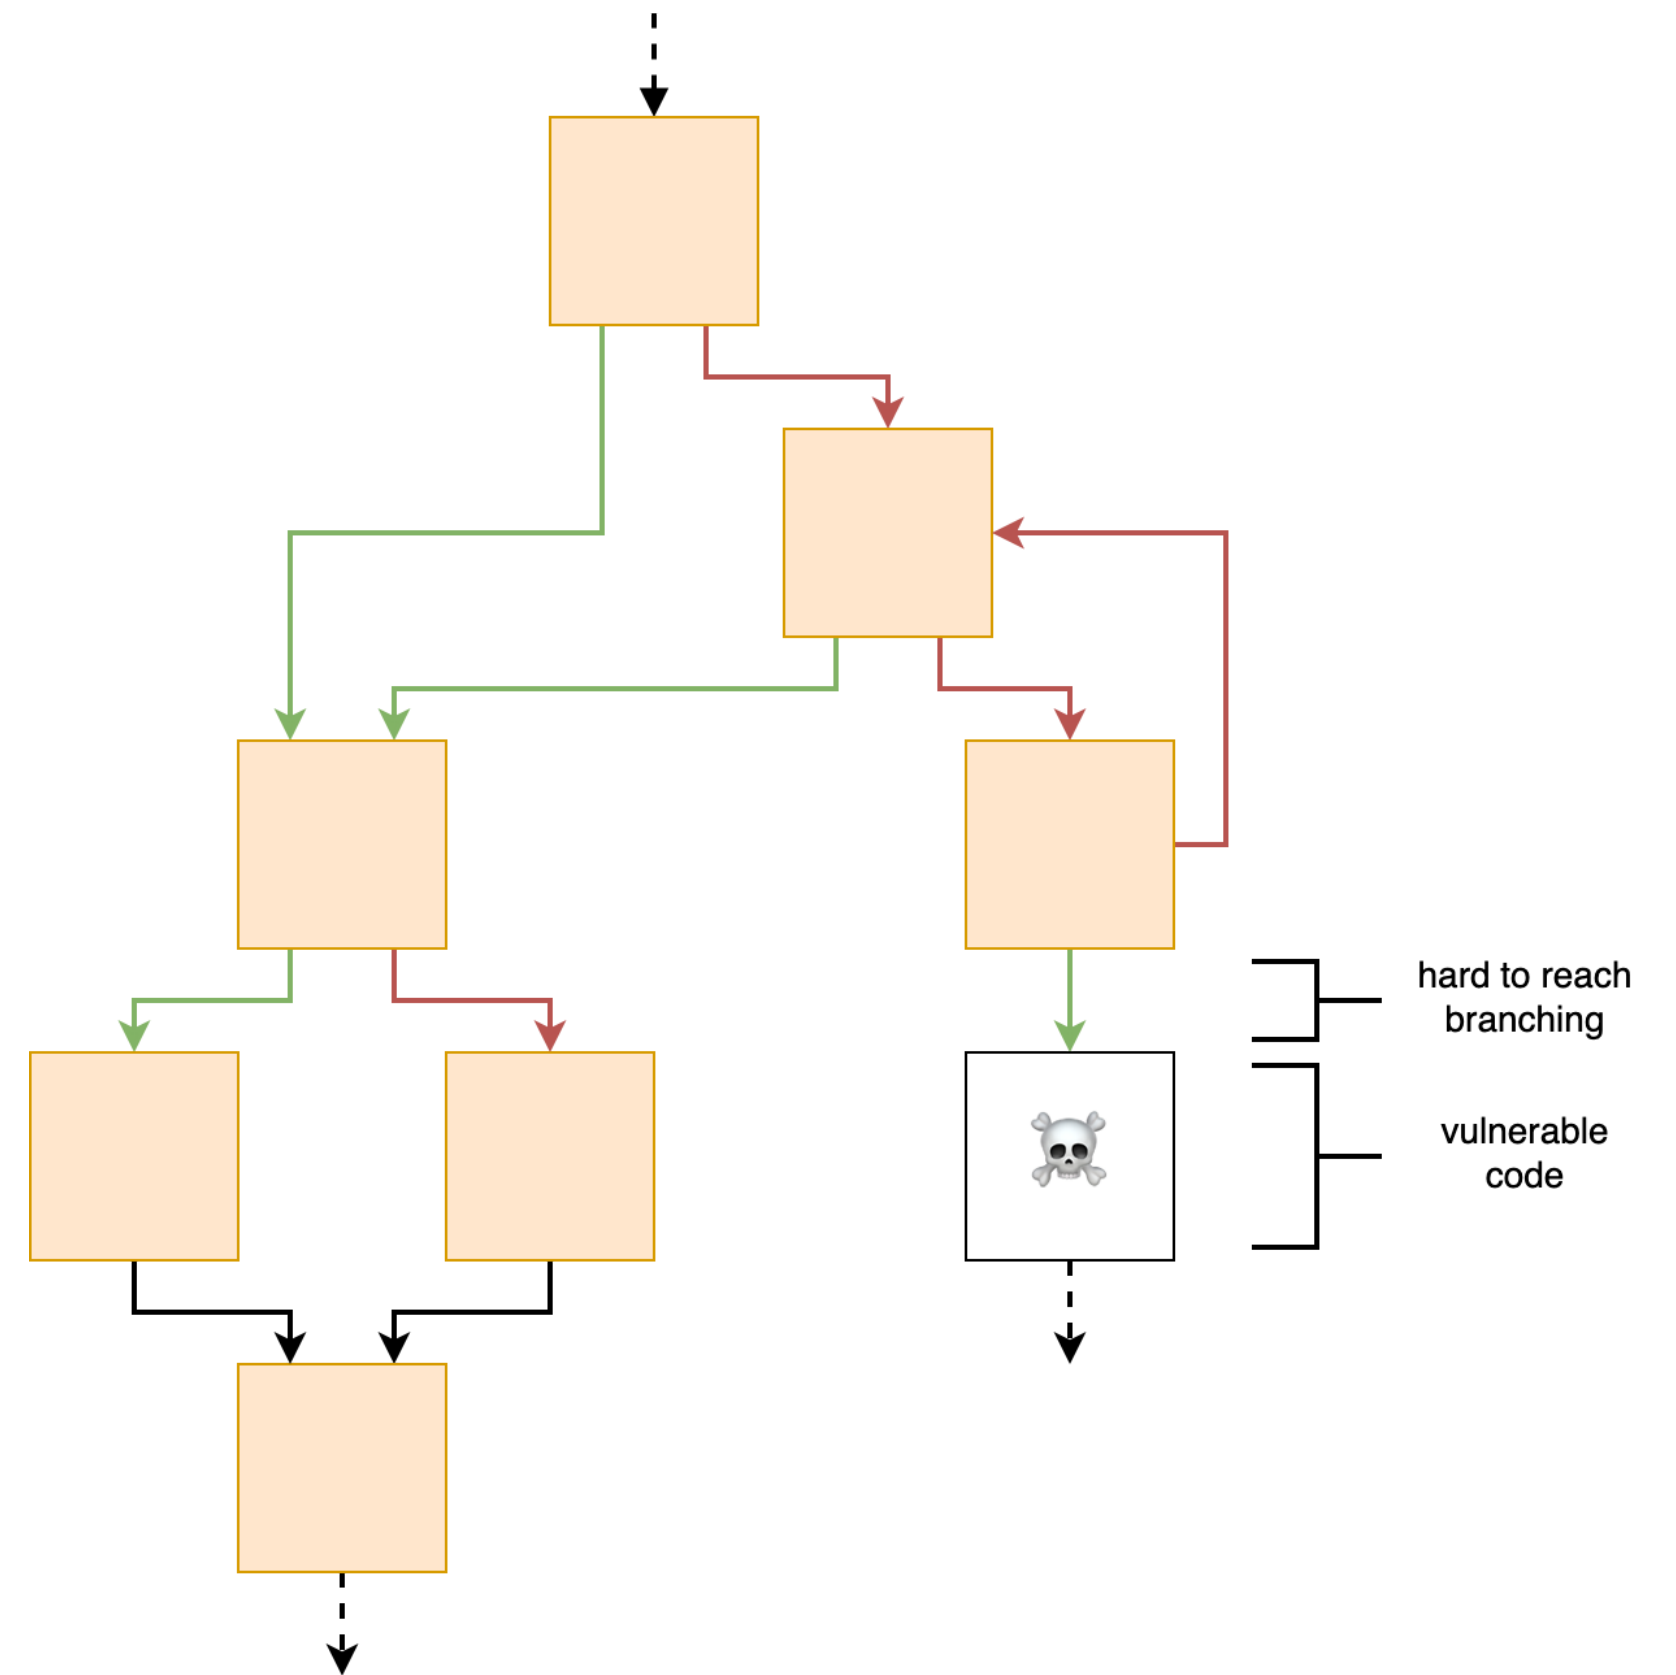 hard to reach
branching
vulnerable
code